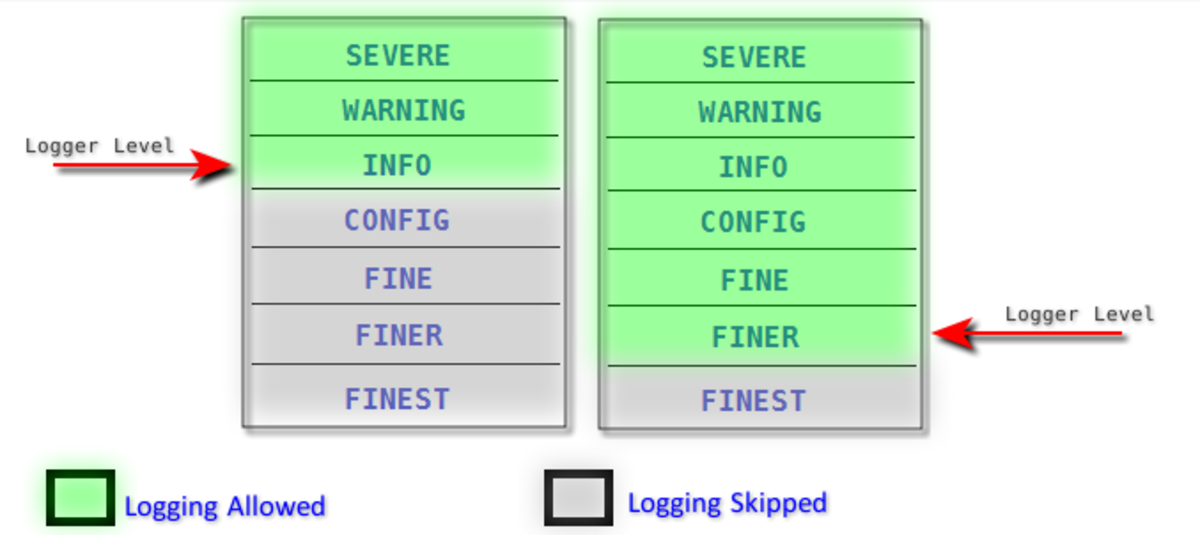 Logger Level
SEVERE
WARNING
INFO
CONFIG
FINE
FINER
FINEST
SEVERE
WARNING
INFO
CONFIG
FINE
FINER
FINEST
Logger Level
Logging Allowed
Logging Skipped